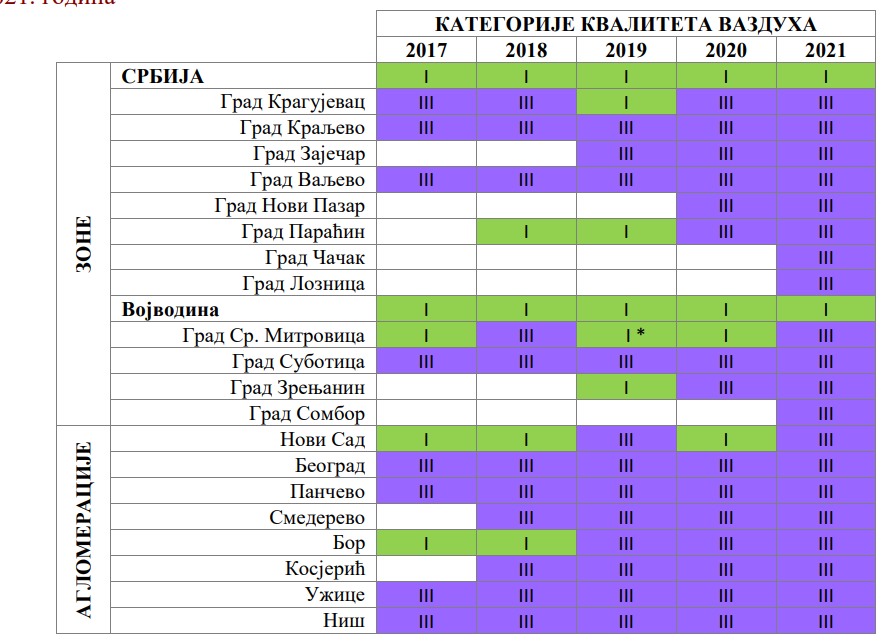 021. година
КАТЕГОРИЈЕ КВАЛИТЕТА ВАЗДУХА
2017 2018 2019 2020 2021
ЗОНЕ
СРБИЈА I I I I I
Град Крагујевац III III I III III
Град Краљево III III III III III
Град Зајечар III III III
Град Ваљево III III III III III
Град Нови Пазар III III
Град Параћин I I III III
Град Чачак III
Град Лозница III
Војводина I I I I I
Град Ср. Митровица I III I * I III
Град Суботица III III III III III
Град Зрењанин I III III
Град Сомбор III
АГЛОМЕРАЦИЈЕ
Нови Сад I I III I III
Београд III III III III III
Панчево III III III III III
Смедерево III III III III
Бор I I III III III
Косјерић III III III III
Ужице III III III III III
Ниш III III III III III